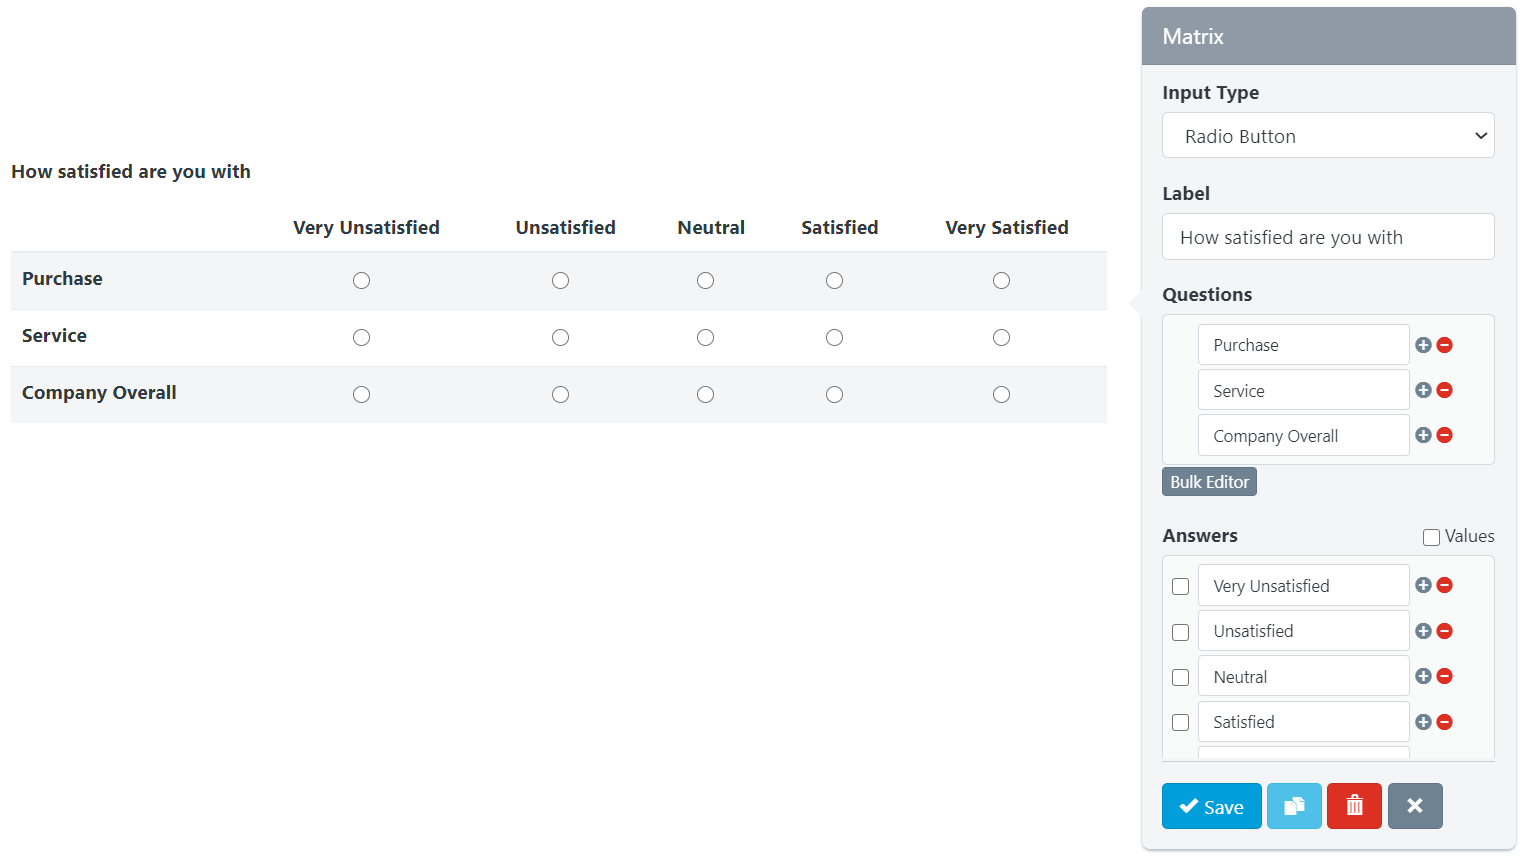 How satisfied are you with
Very Unsatisfied Unsatisfied Neutral Satisfied Very Satisfied
Purchase
Service
Company Overall
Matrix
Input Type
Radio Button
Label
How satisfied are you with
Questions
Purchase
Service
Company Overall
Bulk Editor
Answers Values
Very Unsatisfied
Unsatisfied
Neutral
Satisfied
Save